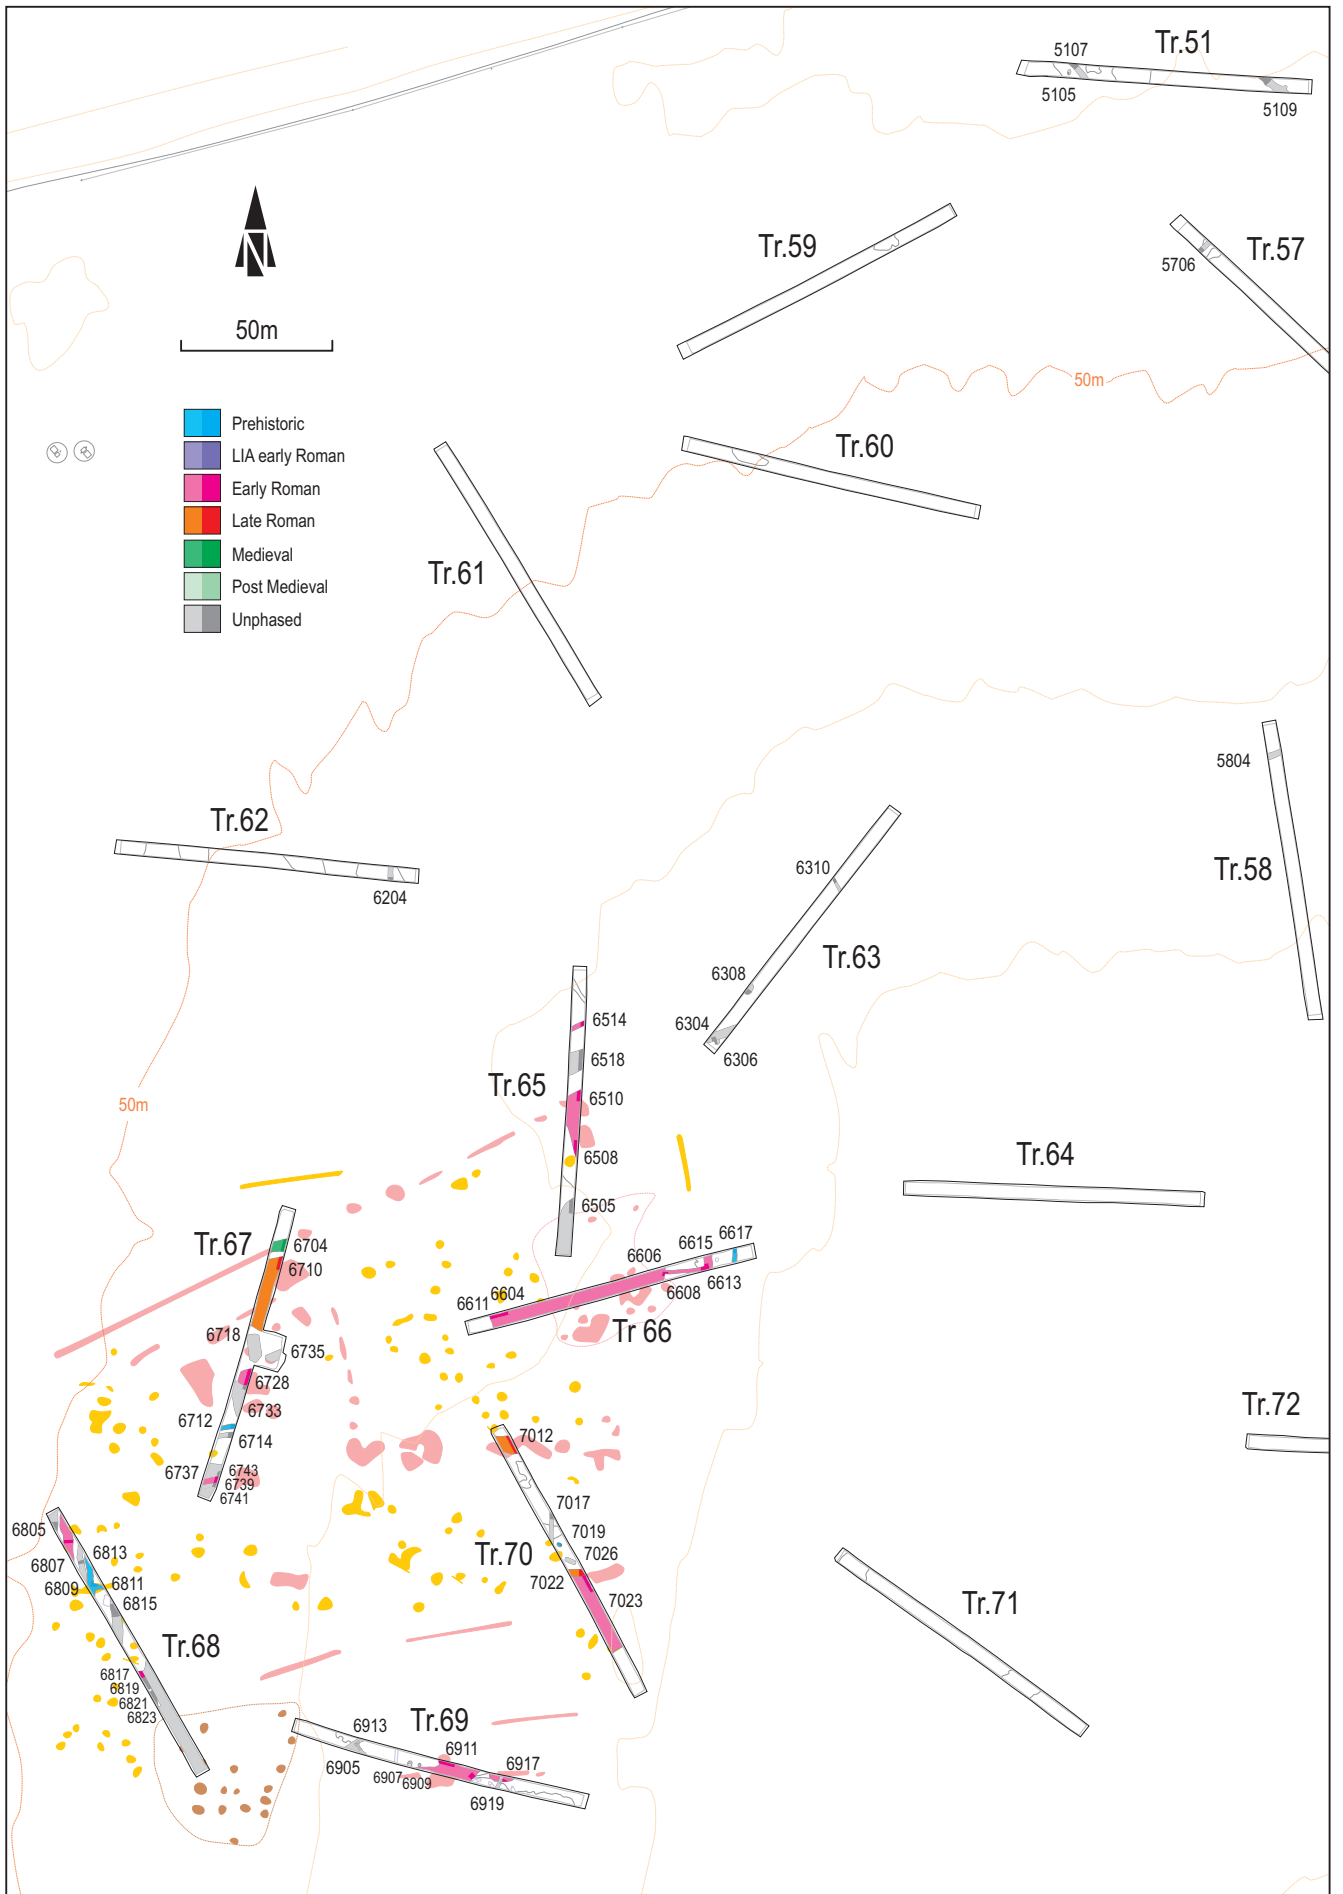 Tr.51
5107
5105
5109
Tr.59
Tr.57
5706
N
50m
50m
Prehistoric
LIA early Roman
Early Roman
Late Roman
Medieval
Post Medieval
Unphased
Tr.60
Tr.61
5804
Tr.62
6204
Tr.58
6310
Tr.63
6308
6304
6306
6514
6518
Tr.65
6510
50m
6508
6505
Tr.64
Tr.67
6704
6710
6606
6615
6617
6604
6611
6608
6613
Tr 66
6718
6735
6728
6733
6712
6714
6737
6743
6739
6741
7012
Tr.72
7017
7019
7026
Tr.70
7022
7023
6805
6813
6807
6811
6809
6815
Tr.68
6817
6819
6821
6823
Tr.71
Tr.69
6913
6911
6905
6907
6909
6917
6919